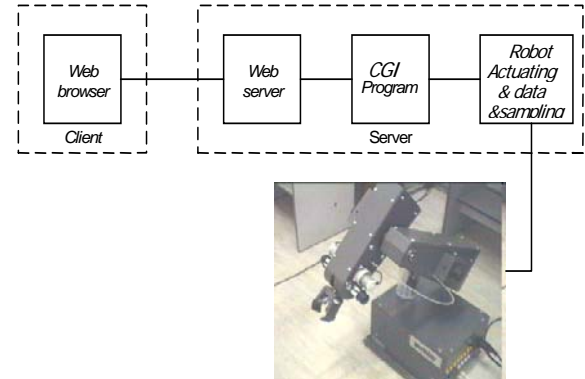 Web
browser
Client
Web
server
CGI
Program
Robot
Actuating
& data
&sampling
Server